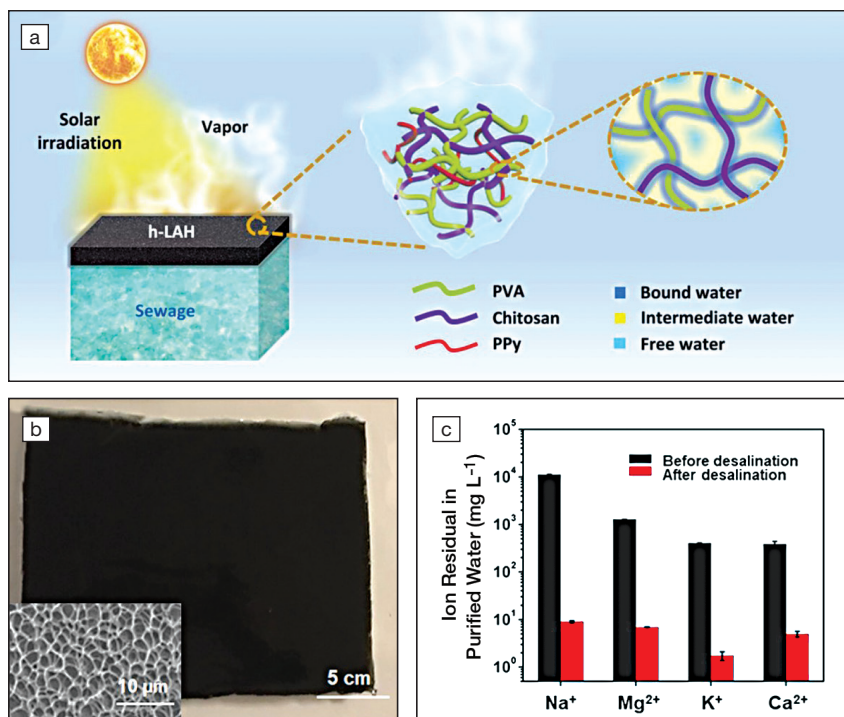 a
Solar
irradiation
Vapor
h-LAH
Sewage
PVA
Chitosan
PPy
Bound water
Intermediate water
Free water
b
10 μm
5 cm
c
Ion Residual in
Purified Water (mg L⁻¹)
10⁵
10⁴
10³
10²
10¹
10⁰
Before desalination
After desalination
Na⁺ Mg²⁺ K⁺ Ca²⁺